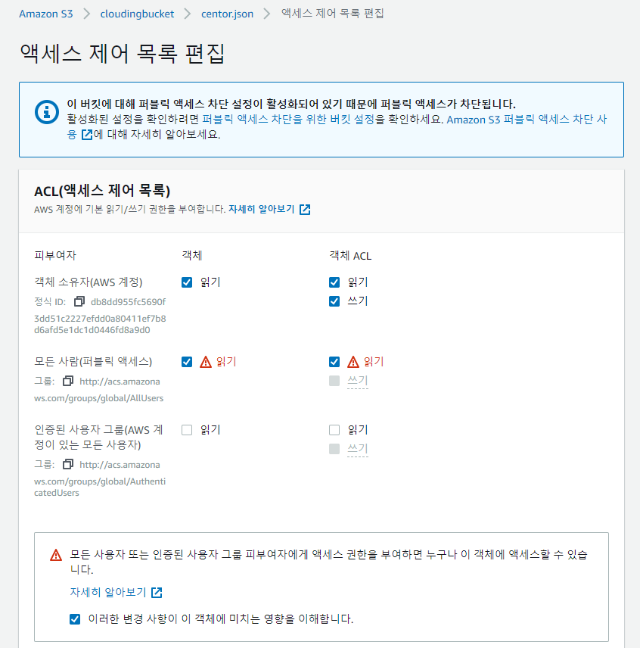 Amazon S3 > cloudingbucket > centor.json > 액세스 제어 목록 편집
액세스 제어 목록 편집
이 버킷에 대해 퍼블릭 액세스 차단 설정이 활성화되어 있기 때문에 퍼블릭 액세스가 차단됩니다.
활성화된 설정을 확인하려면 퍼블릭 액세스 차단을 위한 버킷 설정을 확인하세요. Amazon S3 퍼블릭 액세스 차단 사
용 에 대해 자세히 알아보세요.
ACL(액세스 제어 목록)
AWS 계정에 기본 읽기/쓰기 권한을 부여합니다. 자세히 알아보기
피부여자 객체 객체 ACL
객체 소유자(AWS 계정) 읽기 읽기
정식 ID: db8dd955fc5690f 쓰기
3dd51c2227efdd0a80411ef7b8
d6afd5e1dc1d0446fd8a9d0
모든 사람(퍼블릭 액세스) 읽기 읽기
그룹: http://acs.amazona 쓰기
ws.com/groups/global/AllUsers
인증된 사용자 그룹(AWS 계 읽기 읽기
정이 있는 모든 사용자) 쓰기
그룹: http://acs.amazona
ws.com/groups/global/Authenti
catedUsers
모든 사용자 또는 인증된 사용자 그룹 피부여자에게 액세스 권한을 부여하면 누구나 이 객체에 액세스할 수 있습
니다.
자세히 알아보기
이러한 변경 사항이 이 객체에 미치는 영향을 이해합니다.